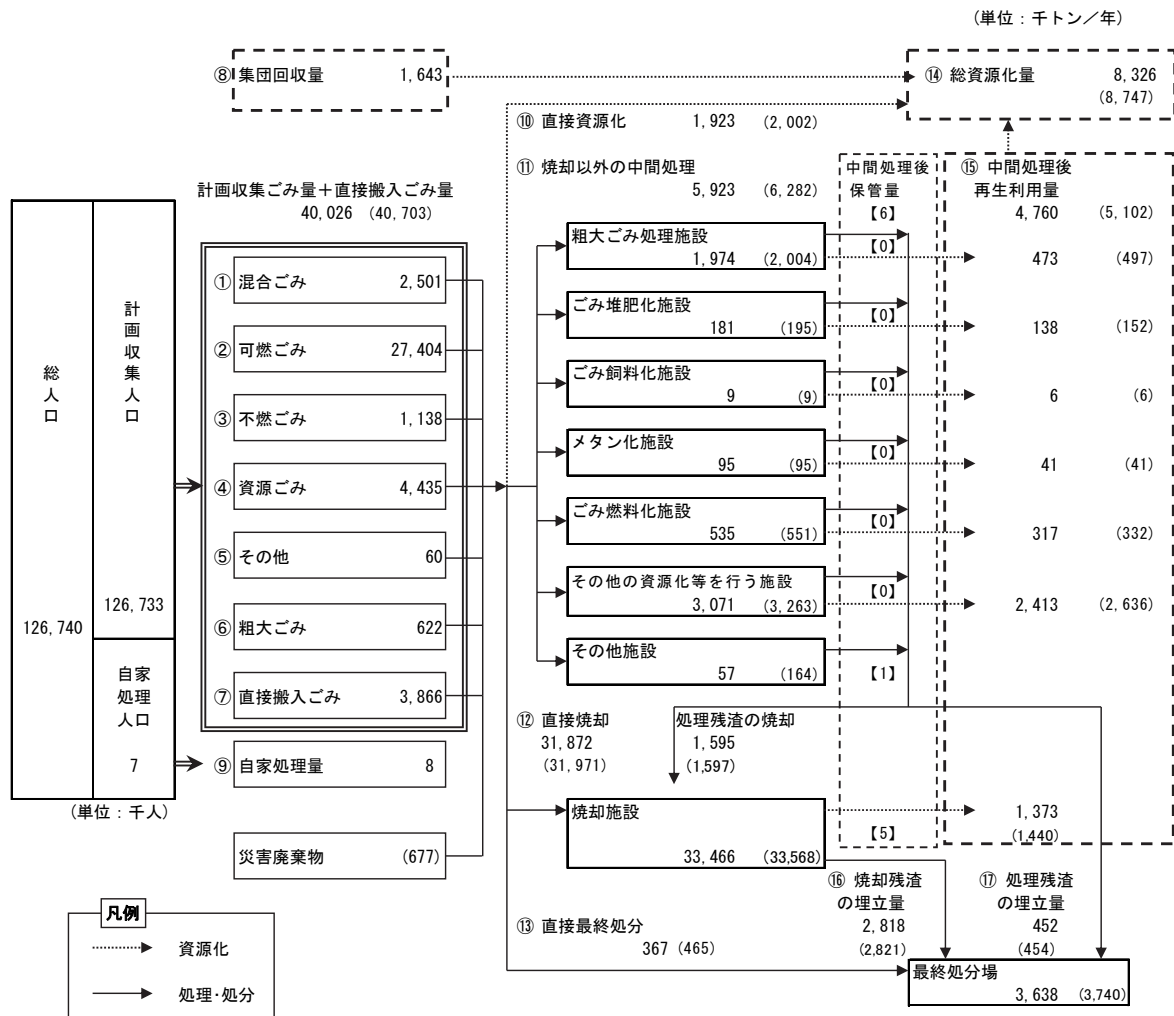 (単位：千トン／年)
⑧ 集団回収量 1,643
⑭ 総資源化量 8,326
(8,747)
⑩ 直接資源化 1,923 (2,002)
⑪ 焼却以外の中間処理
5,923 (6,282)
中間処理後
保管量
【6】
⑮ 中間処理後
再生利用量
4,760 (5,102)
計画収集ごみ量＋直接搬入ごみ量
40,026 (40,703)
総人口
126,740
計画収集人口
126,733
自家
処理
人口
7
(単位：千人)
① 混合ごみ 2,501
② 可燃ごみ 27,404
③ 不燃ごみ 1,138
④ 資源ごみ 4,435
⑤ その他 60
⑥ 粗大ごみ 622
⑦ 直接搬入ごみ 3,866
⑨ 自家処理量 8
災害廃棄物 (677)
粗大ごみ処理施設
1,974 (2,004)
【0】
473 (497)
ごみ堆肥化施設
181 (195)
【0】
138 (152)
ごみ飼料化施設
9 (9)
【0】
6 (6)
メタン化施設
95 (95)
【0】
41 (41)
ごみ燃料化施設
535 (551)
【0】
317 (332)
その他の資源化等を行う施設
3,071 (3,263)
【0】
2,413 (2,636)
その他施設
57 (164)
【1】
⑫ 直接焼却
31,872
(31,971)
処理残渣の焼却
1,595
(1,597)
焼却施設
33,466 (33,568)
【5】
1,373
(1,440)
⑯ 焼却残渣
の埋立量
2,818
(2,821)
⑰ 処理残渣
の埋立量
452
(454)
⑬ 直接最終処分
367 (465)
最終処分場
3,638 (3,740)
凡例
資源化
処理・処分